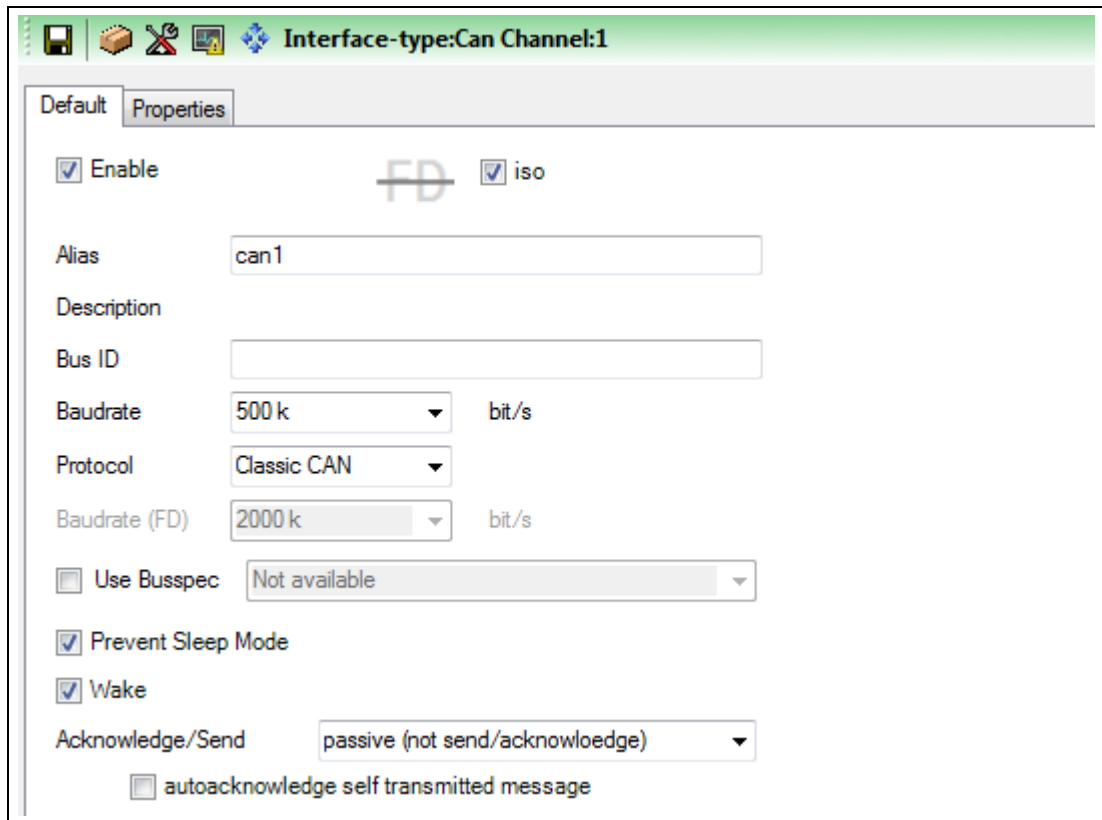 Interface-type:Can Channel:1
Default Properties
Enable FD iso
Alias can1
Description
Bus ID
Baudrate 500 k bit/s
Protocol Classic CAN
Baudrate (FD) 2000 k bit/s
Use Busspec Not available
Prevent Sleep Mode
Wake
Acknowledge/Send passive (not send/acknowloedge)
autoacknowledge self transmitted message